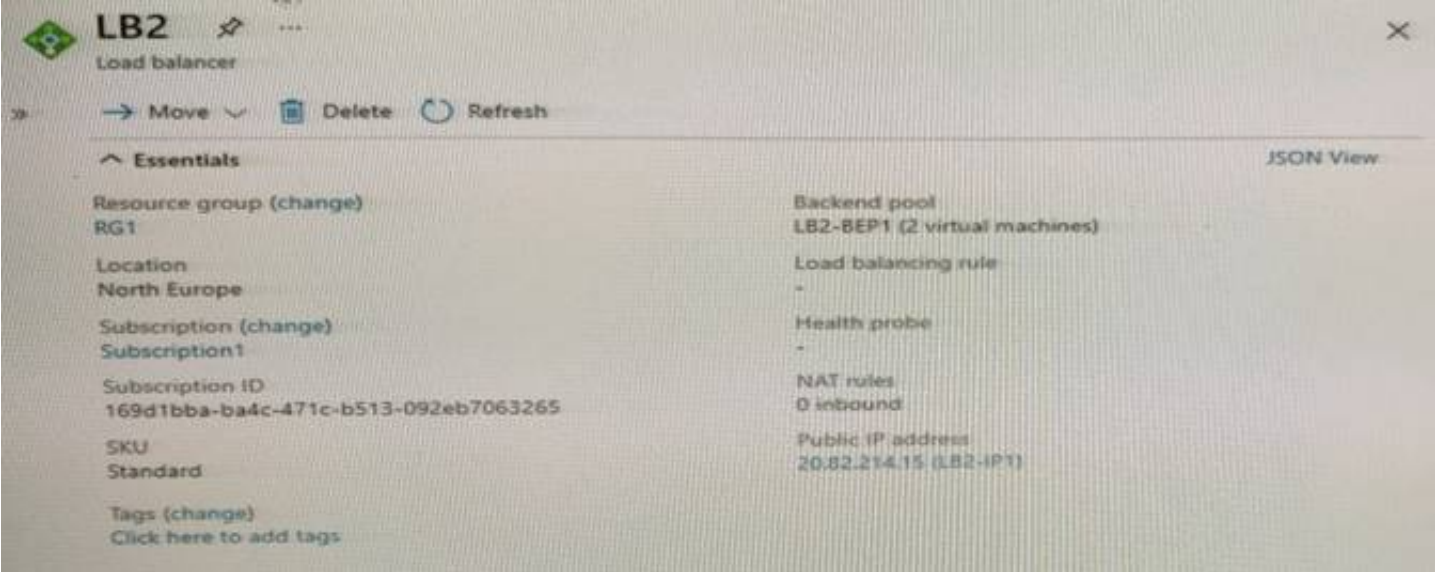 LB2
Load balancer
Move
Delete
Refresh
Essentials
JSON View
Resource group (change)
RG1
Location
North Europe
Subscription (change)
Subscription1
Subscription ID
169d1bba-ba4c-471c-b513-092eb7063265
SKU
Standard
Tags (change)
Click here to add tags
Backend pool
LB2-BEP1 (2 virtual machines)
Load balancing rule
-
Health probe
-
NAT rules
0 inbound
Public IP address
20.82.214.15 (LB2-IP1)